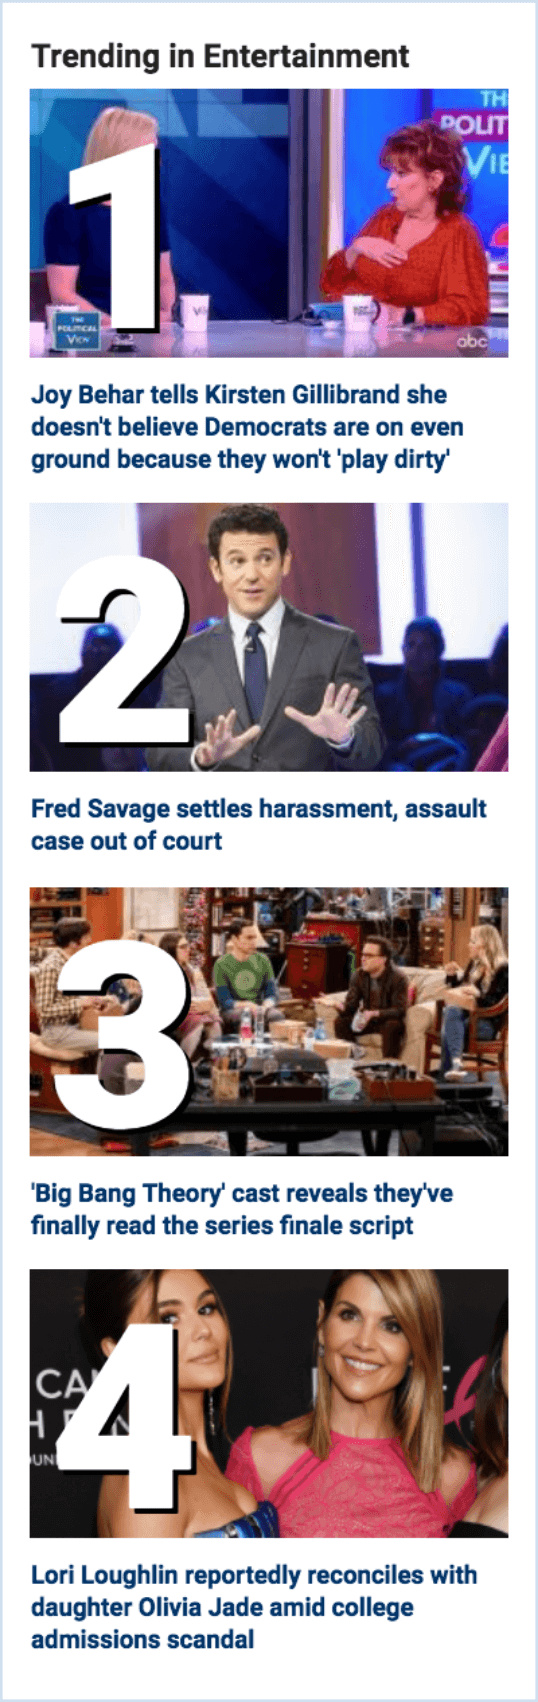 Trending in Entertainment
1
TH
POLIT
VIE
THE
POLITICAL
VIEW
abc
Joy Behar tells Kirsten Gillibrand she
doesn't believe Democrats are on even
ground because they won't 'play dirty'
2
Fred Savage settles harassment, assault
case out of court
3
'Big Bang Theory' cast reveals they've
finally read the series finale script
4
CA
H
OUN
Lori Loughlin reportedly reconciles with
daughter Olivia Jade amid college
admissions scandal